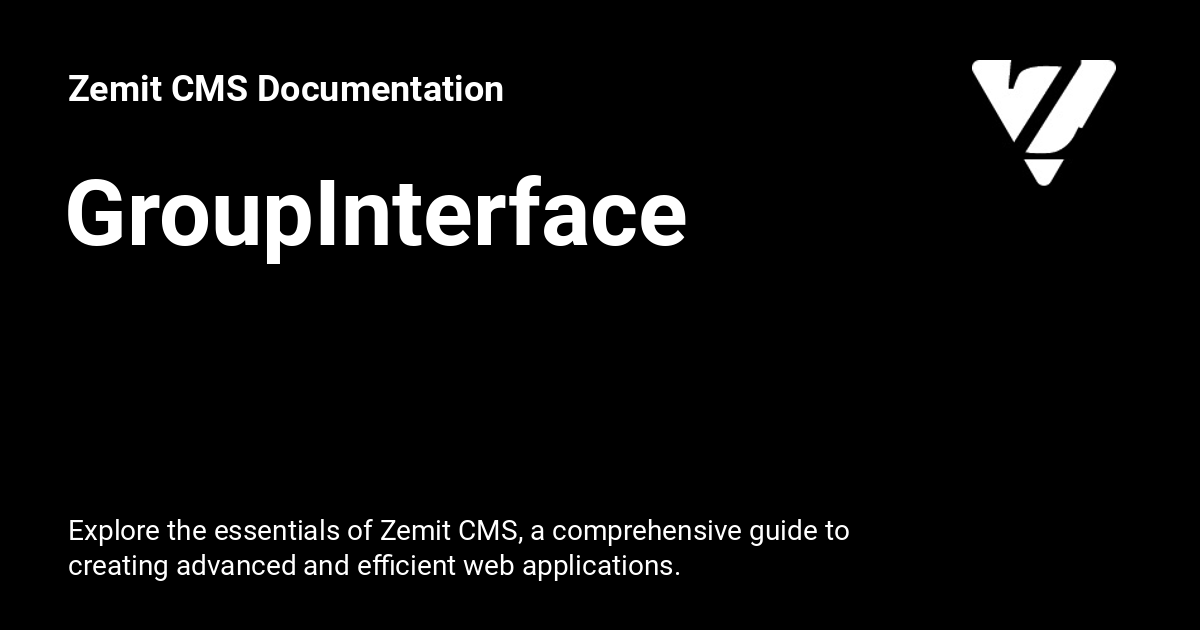 Zemit CMS Documentation
GroupInterface
Explore the essentials of Zemit CMS, a comprehensive guide to
creating advanced and efficient web applications.